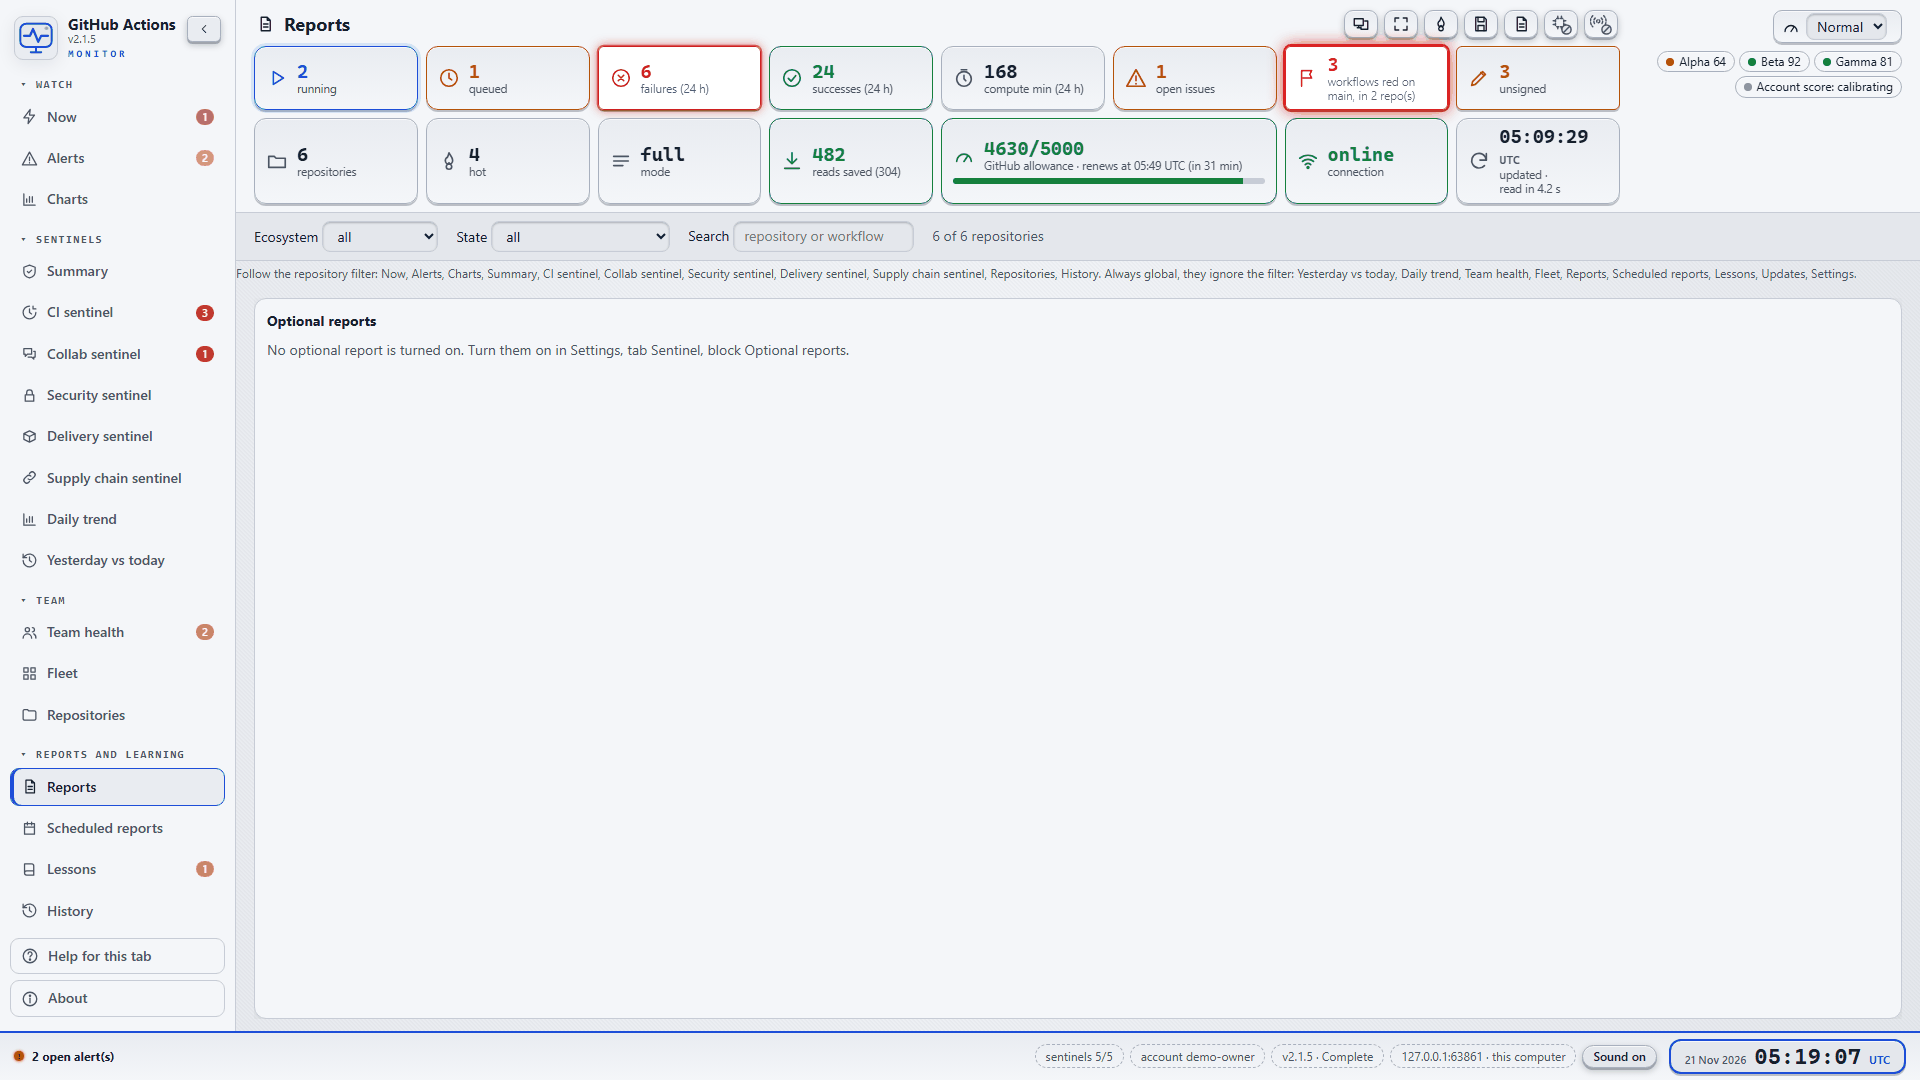 GitHub Actions
v2.1.5
MONITOR
WATCH
Now 1
Alerts 2
Charts
SENTINELS
Summary
CI sentinel 3
Collab sentinel 1
Security sentinel
Delivery sentinel
Supply chain sentinel
Daily trend
Yesterday vs today
TEAM
Team health 2
Fleet
Repositories
REPORTS AND LEARNING
Reports
Scheduled reports
Lessons 1
History
Help for this tab
About
Reports
Normal
2
running
1
queued
6
failures (24 h)
24
successes (24 h)
168
compute min (24 h)
1
open issues
3
workflows red on
main, in 2 repo(s)
3
unsigned
Alpha 64
Beta 92
Gamma 81
Account score: calibrating
6
repositories
4
hot
full
mode
482
reads saved (304)
4630/5000
GitHub allowance · renews at 05:49 UTC (in 31 min)
online
connection
05:09:29
UTC
updated ·
read in 4.2 s
Ecosystem all State all Search repository or workflow 6 of 6 repositories
Follow the repository filter: Now, Alerts, Charts, Summary, CI sentinel, Collab sentinel, Security sentinel, Delivery sentinel, Supply chain sentinel, Repositories, History. Always global, they ignore the filter: Yesterday vs today, Daily trend, Team health, Fleet, Reports, Scheduled reports, Lessons, Updates, Settings.
Optional reports
No optional report is turned on. Turn them on in Settings, tab Sentinel, block Optional reports.
2 open alert(s)
sentinels 5/5
account demo-owner
v2.1.5 · Complete
127.0.0.1:63861 · this computer
Sound on
21 Nov 2026 05:19:07 UTC